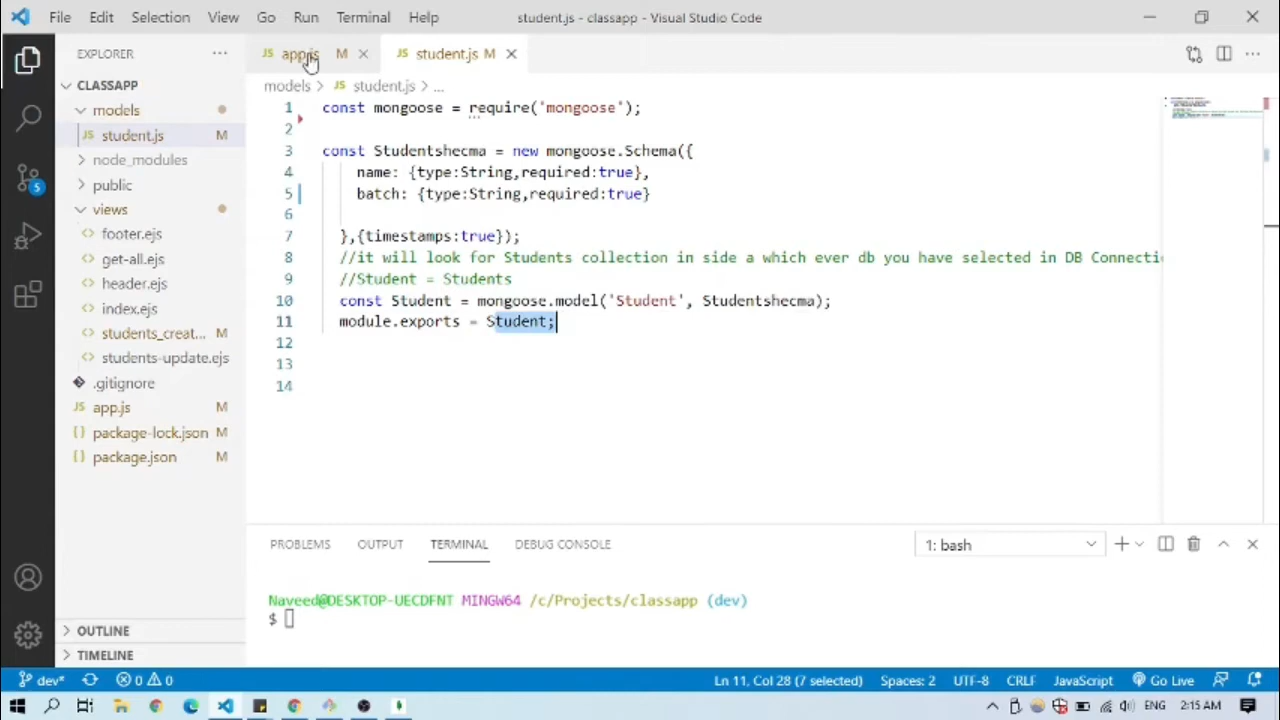 File Edit Selection View Go Run Terminal Help student.js - classapp - Visual Studio Code
EXPLORER
CLASSAPP
models
JS student.js M
node_modules
public
views
<> footer.ejs
<> get-all.ejs
<> header.ejs
<> index.ejs
<> students_creat... M
<> students-update.ejs
.gitignore
JS app.js M
{} package-lock.json M
{} package.json M
OUTLINE
TIMELINE
5
JS app.js M
JS student.js M
models > JS student.js > ...
1 const mongoose = require('mongoose');
2
3 const Studentshecma = new mongoose.Schema({
4 name: {type:String,required:true},
5 batch: {type:String,required:true}
6
7 },{timestamps:true});
8 //it will look for Students collection in side a which ever db you have selected in DB Connecti
9 //Student = Students
10 const Student = mongoose.model('Student', Studentshecma);
11 module.exports = Student;
12
13
14
PROBLEMS OUTPUT TERMINAL DEBUG CONSOLE 1: bash
Naveed@DESKTOP-UECDFNT MINGW64 /c/Projects/classapp (dev)
$
dev* 0 0 Ln 11, Col 28 (7 selected) Spaces: 2 UTF-8 CRLF JavaScript Go Live
ENG 2:15 AM